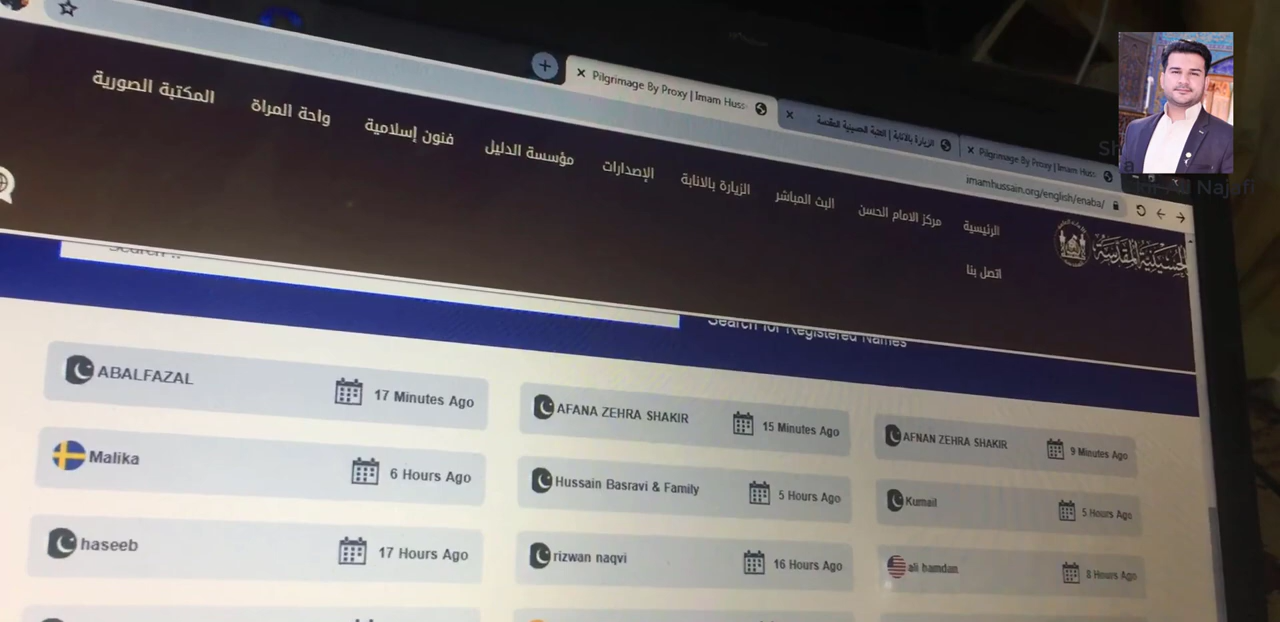 Pilgrimage By Proxy | Imam Huss
الزيارة بالانابة | العتبة الحسينية المقدسة
Pilgrimage By Proxy | Imam Huss
imamhussain.org/english/enaba/
الرئيسية
مركز الامام الحسن
البث المباشر
الزيارة بالانابة
الإصدارات
مؤسسة الدليل
فنون إسلامية
واحة المراة
المكتبة الصورية
اتصل بنا
الحسينية المقدسة
Search ..
Search for Registered Names
ABALFAZAL 17 Minutes Ago
AFANA ZEHRA SHAKIR 15 Minutes Ago
AFNAN ZEHRA SHAKIR 9 Minutes Ago
Malika 6 Hours Ago
Hussain Basravi & Family 5 Hours Ago
Kumail 5 Hours Ago
haseeb 17 Hours Ago
rizwan naqvi 16 Hours Ago
ali hamdan 8 Hours Ago
Najafi